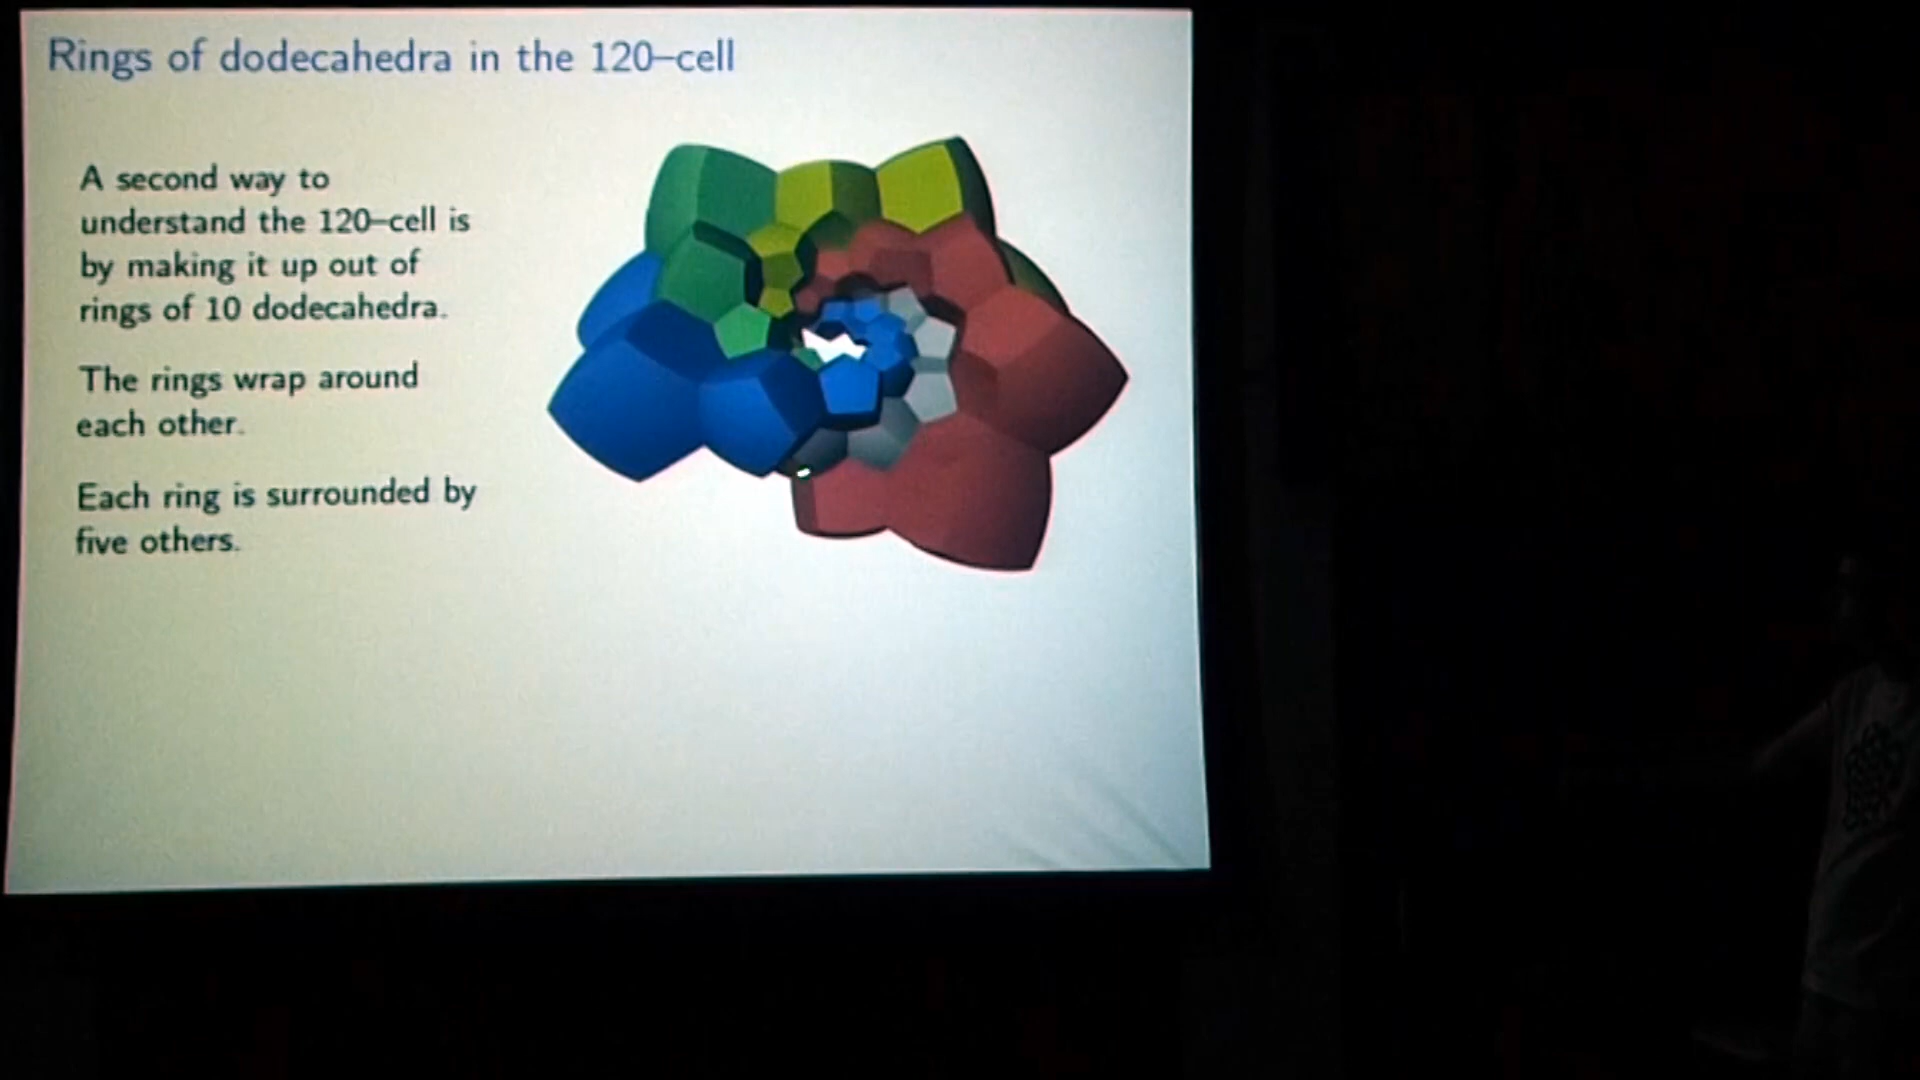 Rings of dodecahedra in the 120–cell
A second way to
understand the 120–cell is
by making it up out of
rings of 10 dodecahedra.
The rings wrap around
each other.
Each ring is surrounded by
five others.